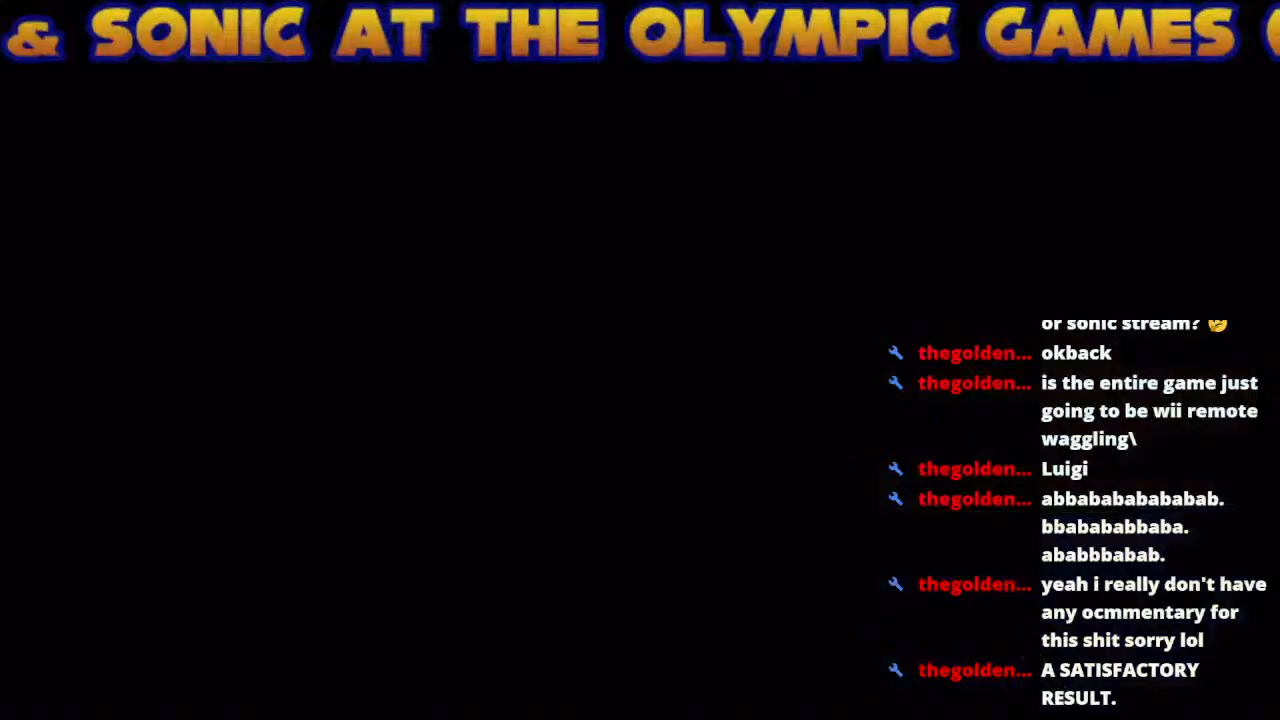 & SONIC AT THE OLYMPIC GAMES
or sonic stream? 🤔
thegolden... okback
thegolden... is the entire game just
going to be wii remote
waggling\
thegolden... Luigi
thegolden... abbababababab.
bbabababbaba.
ababbbabab.
thegolden... yeah i really don't have
any ocmmentary for
this shit sorry lol
thegolden... A SATISFACTORY
RESULT.